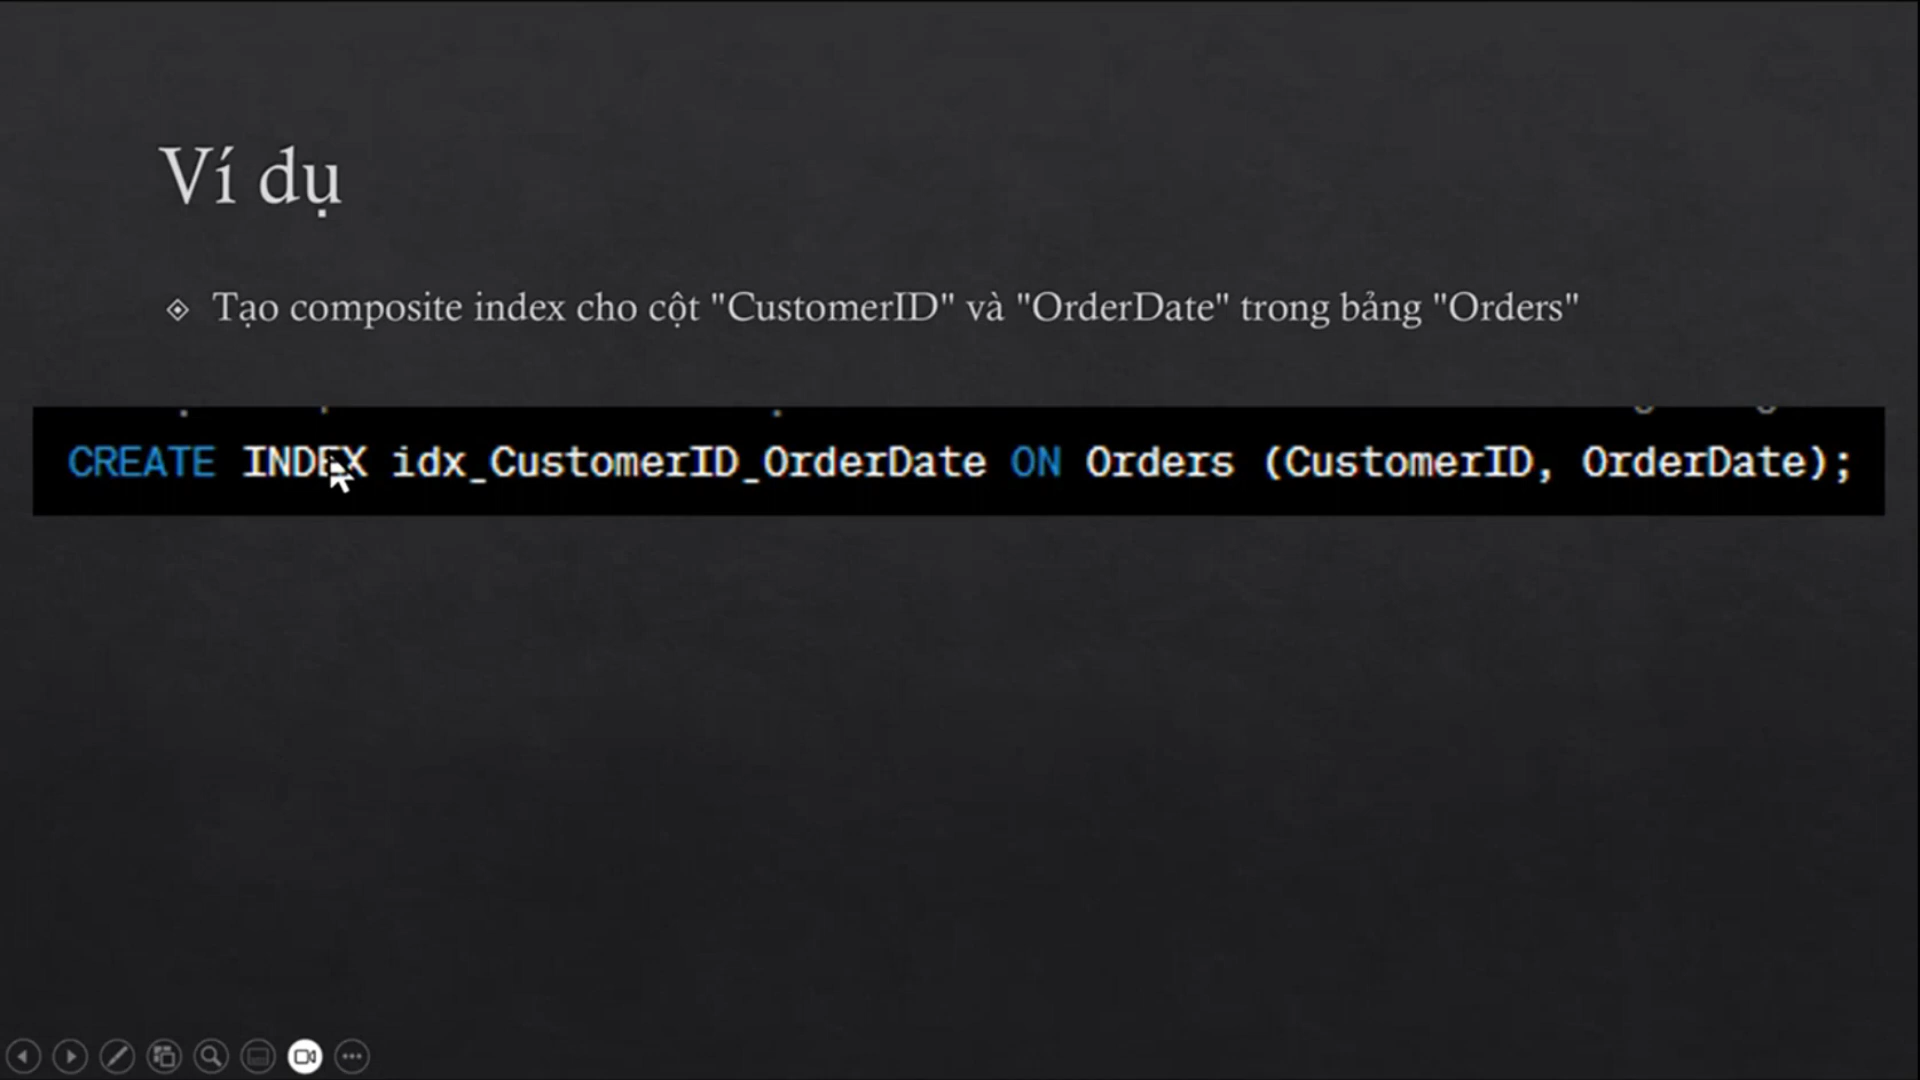 Ví dụ
Tạo composite index cho cột "CustomerID" và "OrderDate" trong bảng "Orders"
CREATE INDEX idx_CustomerID_OrderDate ON Orders (CustomerID, OrderDate);